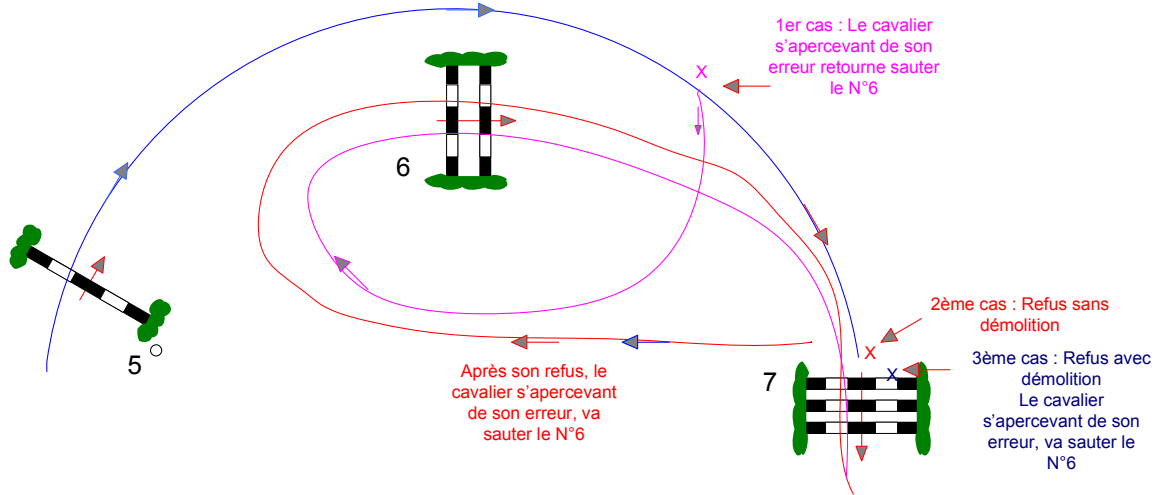 1er cas : Le cavalier
s'apercevant de son
erreur retourne sauter
le N°6
X
6
5
2ème cas : Refus sans
démolition
X
7
X
3ème cas : Refus avec
démolition
Le cavalier
s'apercevant de son
erreur, va sauter le
N°6
Après son refus, le
cavalier s'apercevant
de son erreur, va
sauter le N°6